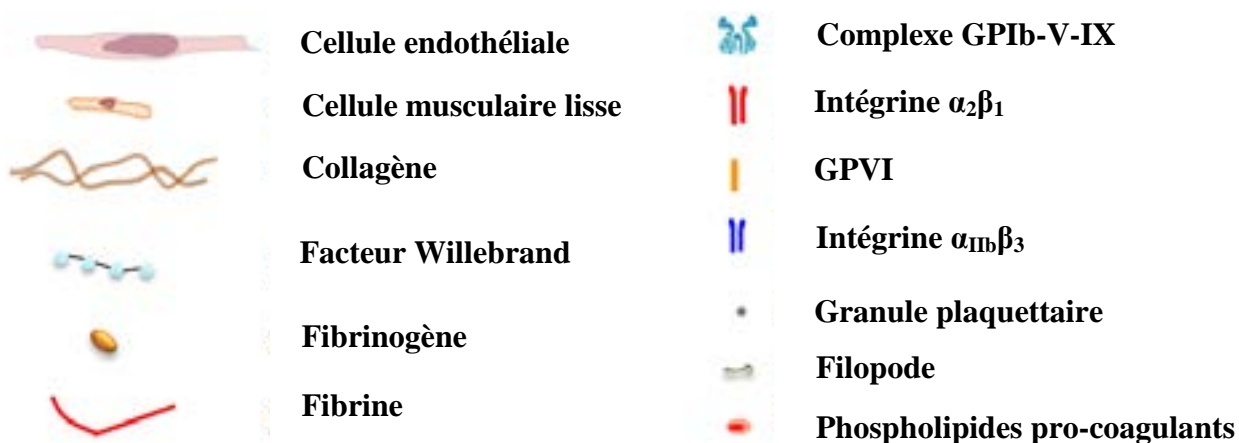 Cellule endothéliale
Cellule musculaire lisse
Collagène
Facteur Willebrand
Fibrinogène
Fibrine
Complexe GPIb-V-IX
Intégrine α₂β₁
GPVI
Intégrine αIIbβ₃
Granule plaquettaire
Filopode
Phospholipides pro-coagulants